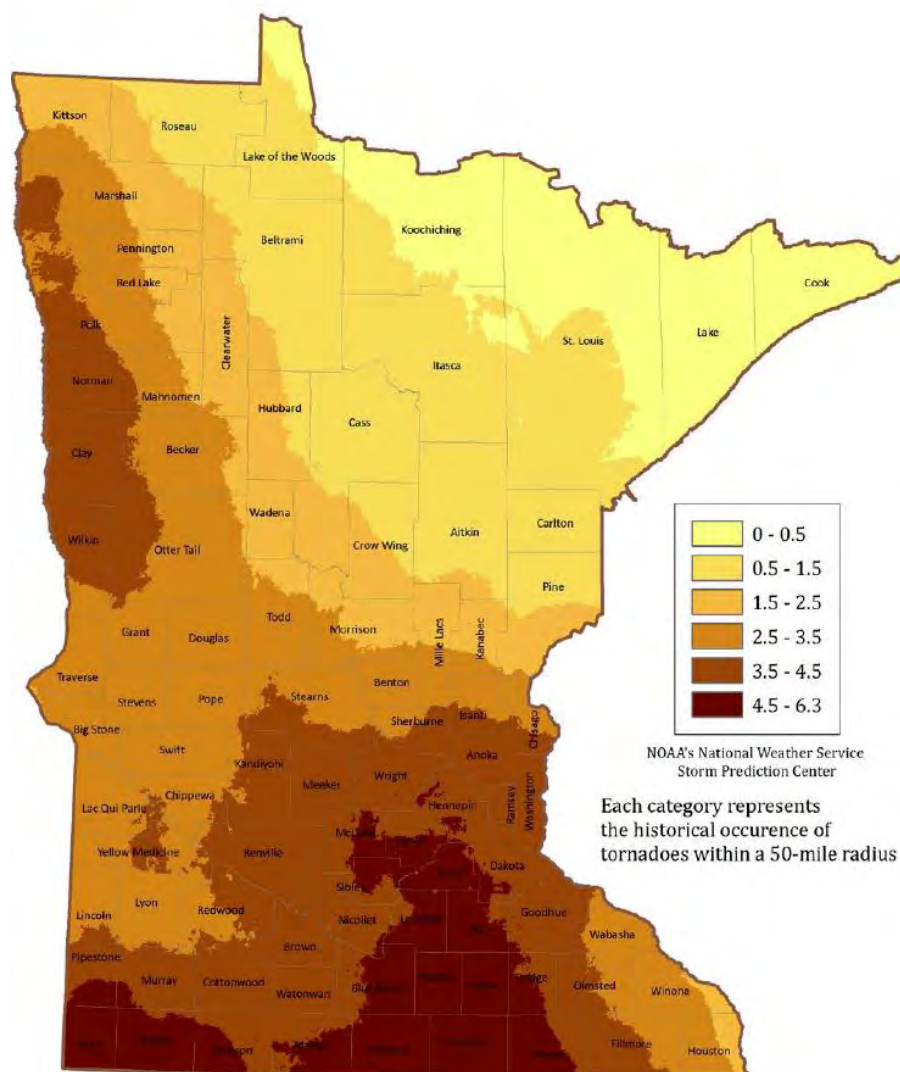 Kittson
Roseau
Lake of the Woods
Marshall
Koochiching
Beltrami
Pennington
Red Lake
Cook
Polk
Clearwater
St. Louis
Lake
Itasca
Norman
Mahnomen
Hubbard
Cass
Clay
Becker
Wadena
Carlton
Aitkin
Crow Wing
Wilkin
Otter Tail
Pine
Todd
Grant
Douglas
Morrison
Mille Lacs
Kanabec
Traverse
Benton
Stevens
Pope
Stearns
Big Stone
Sherburne
Isanti
Chisago
Swift
Kandiyohi
Anoka
Meeker
Wright
Lac Qui Parle
Chippewa
Hennepin
Ramsey
Washington
Yellow Medicine
Renville
Dakota
Lyon
Lincoln
Redwood
Nicollet
Goodhue
Wabasha
Brown
Pipestone
Murray
Cottonwood
Watonwan
Olmsted
Winona
Fillmore
Houston
0 - 0.5
0.5 - 1.5
1.5 - 2.5
2.5 - 3.5
3.5 - 4.5
4.5 - 6.3
NOAA's National Weather Service
Storm Prediction Center
Each category represents
the historical occurence of
tornadoes within a 50-mile radius